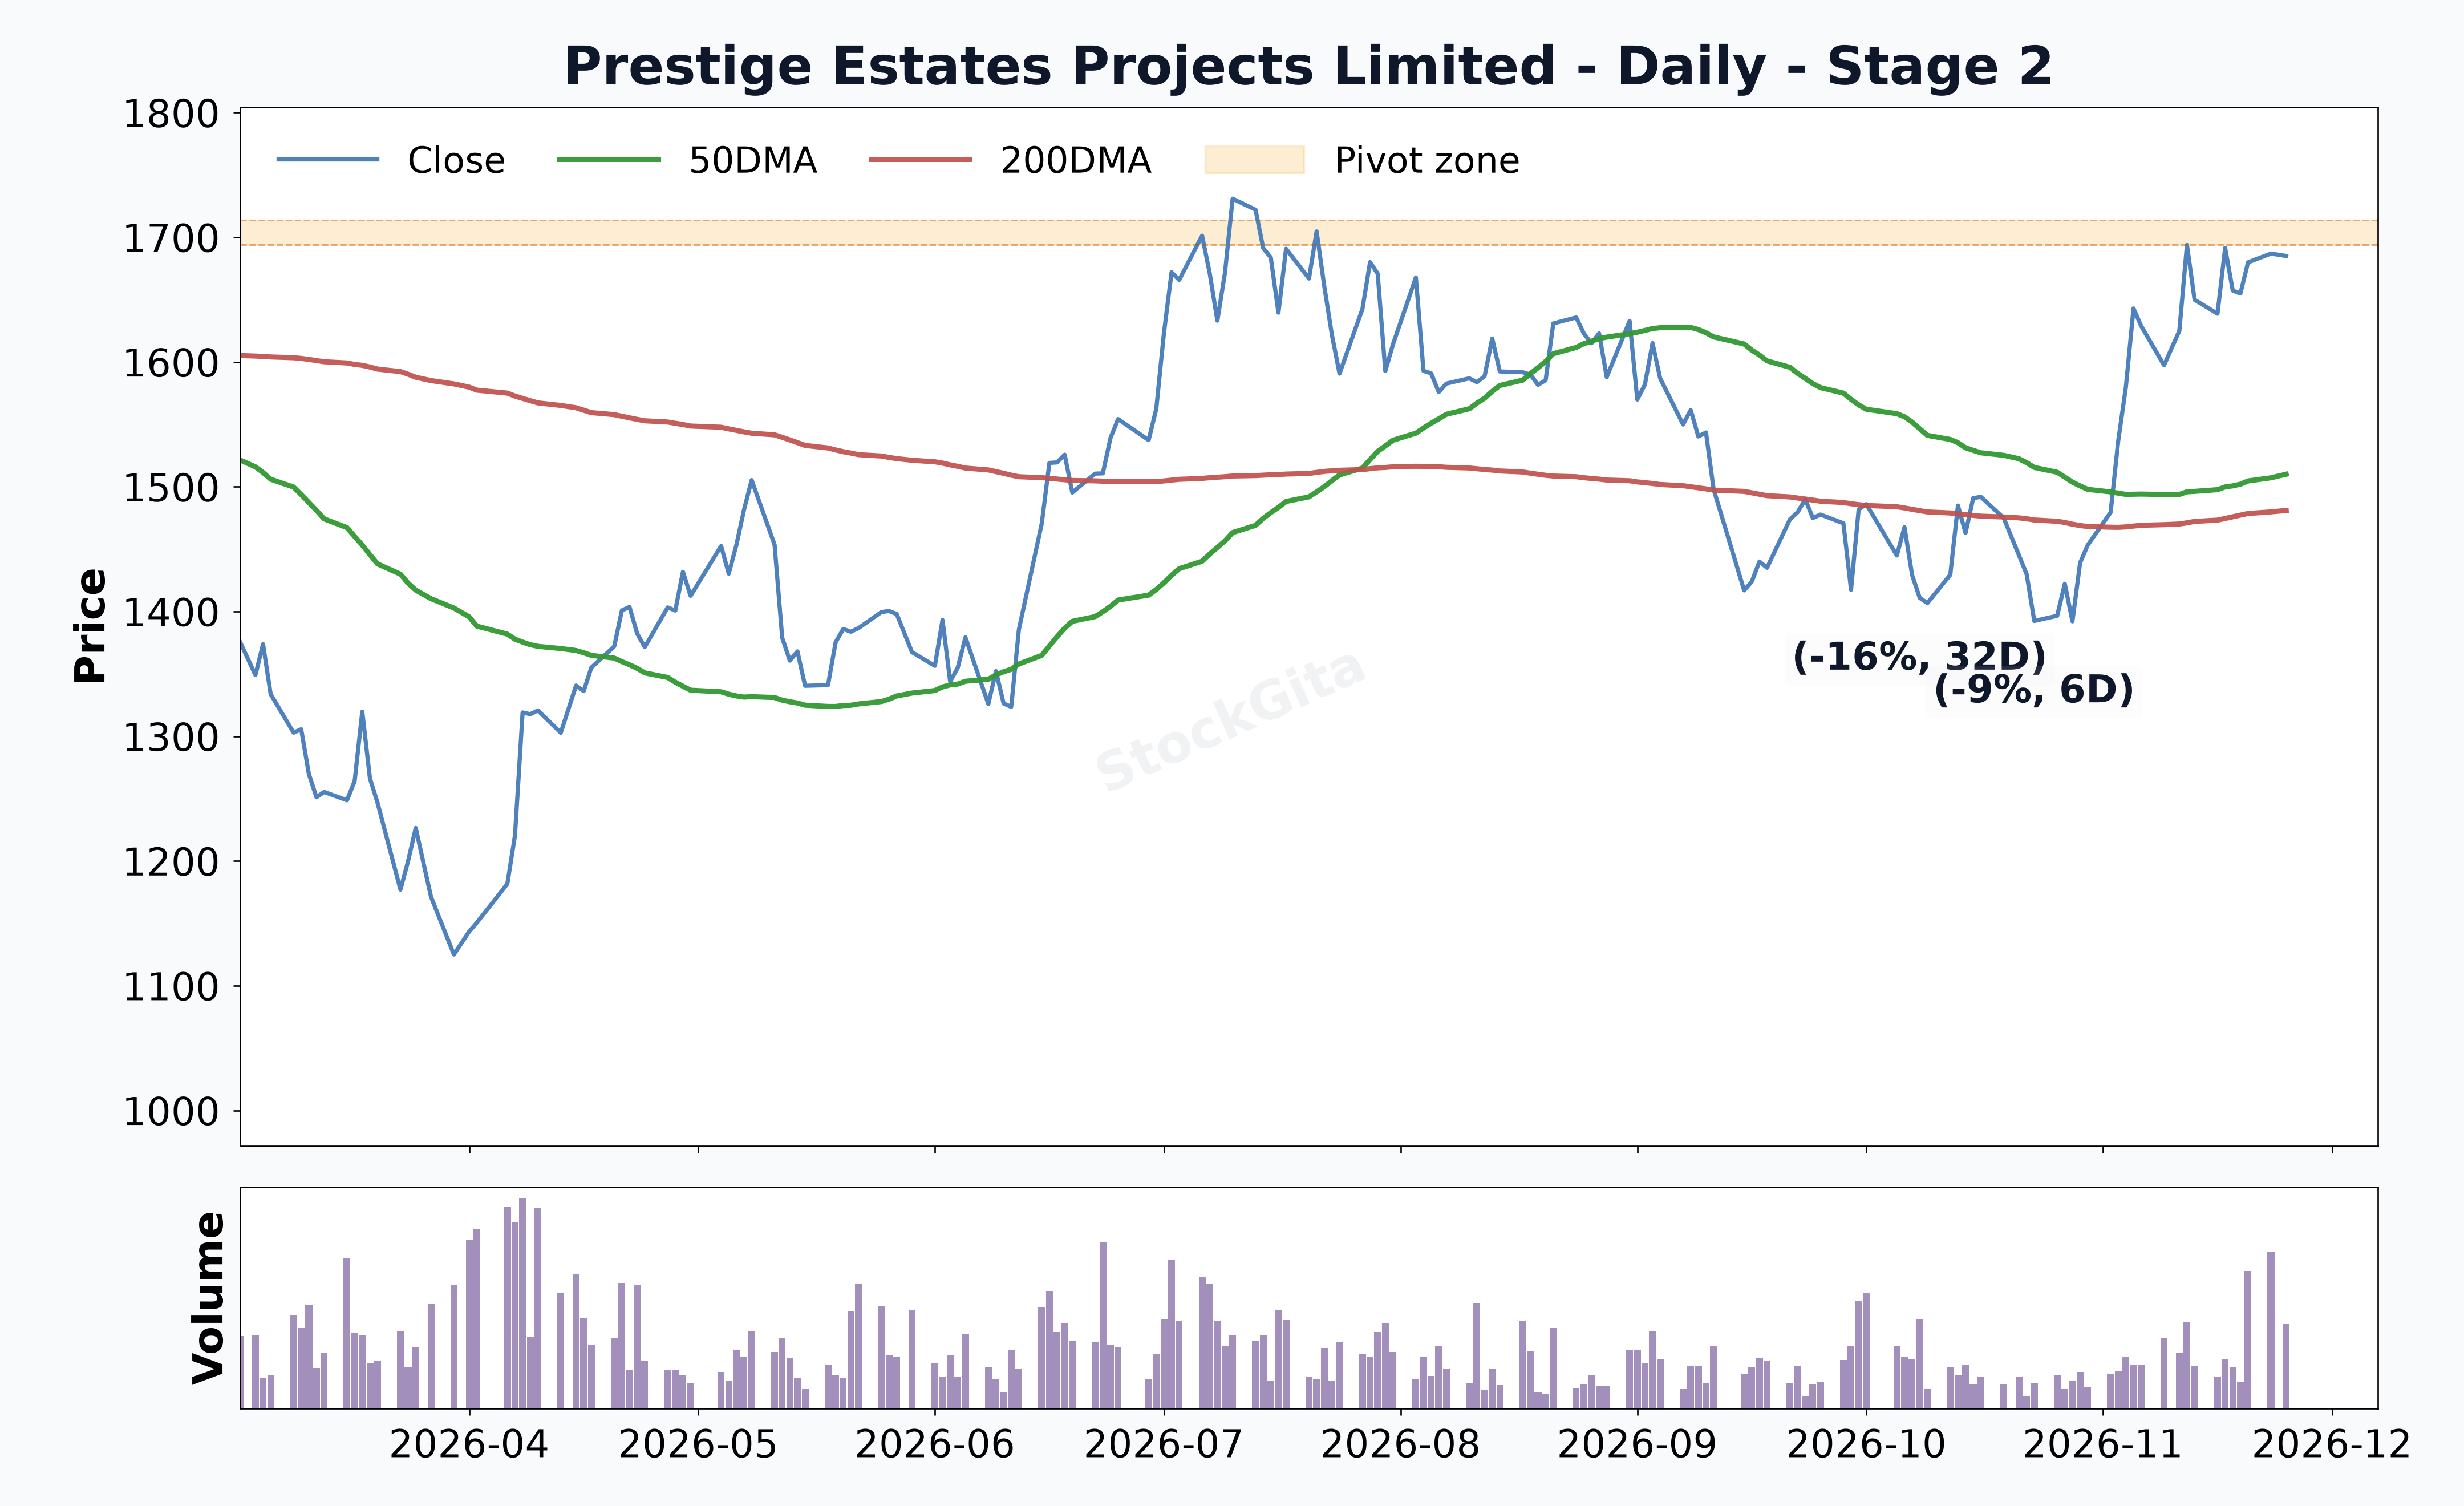 Prestige Estates Projects Limited - Daily - Stage 2
Close 50DMA 200DMA Pivot zone
Price
1800
1700
1600
1500
1400
1300
1200
1100
1000
(-16%, 32D)
(-9%, 6D)
StockGita
Volume
2026-04 2026-05 2026-06 2026-07 2026-08 2026-09 2026-10 2026-11 2026-12